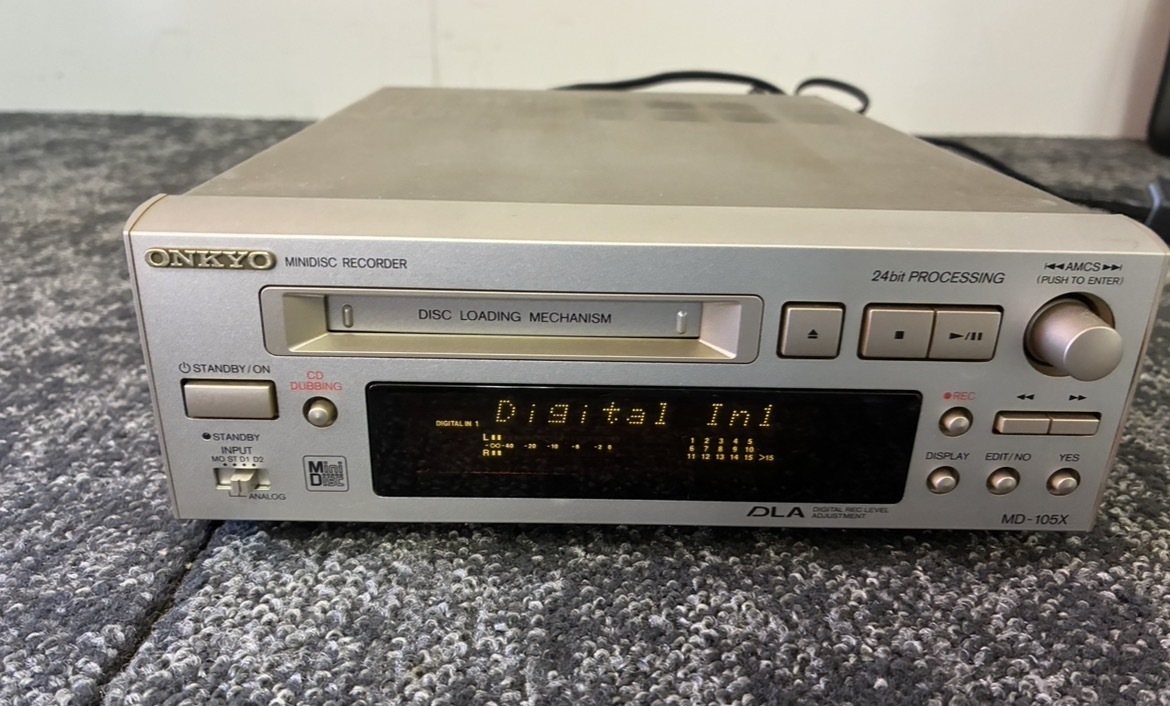 ONKYO MINIDISC RECORDER
24bit PROCESSING
AMCS
(PUSH TO ENTER)
DISC LOADING MECHANISM
STANDBY/ON
CD
DUBBING
REC
DIGITAL IN 1
Digital In1
L
-∞ -40 -20 -10 -6 -2 0
R
1 2 3 4 5
6 7 8 9 10
11 12 13 14 15 >15
STANDBY
INPUT
MD ST D1 D2
ANALOG
Mini
Disc
DISPLAY EDIT/NO YES
DLA DIGITAL REC LEVEL
ADJUSTMENT
MD-105X